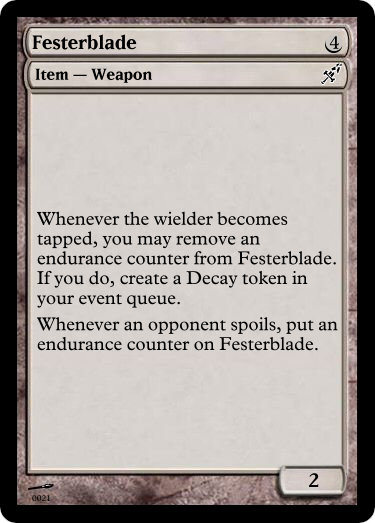 Festerblade 4
Item — Weapon
Whenever the wielder becomes
tapped, you may remove an
endurance counter from Festerblade.
If you do, create a Decay token in
your event queue.
Whenever an opponent spoils, put an
endurance counter on Festerblade.
2
0021